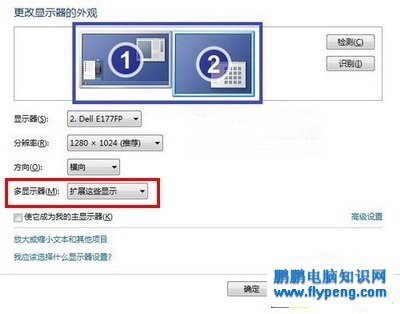 更改显示器的外观
1
2
检测(C)
识别(I)
显示器(S): 2. Dell E177FP
分辨率(R): 1280 × 1024 (推荐)
方向(O): 横向
多显示器(M): 扩展这些显示
使它成为我的主显示器(K)
高级设置
放大或缩小文本和其他项目
我应该选择什么显示器设置?
确定
鹏鹏电脑知识网
www.flypeng.com